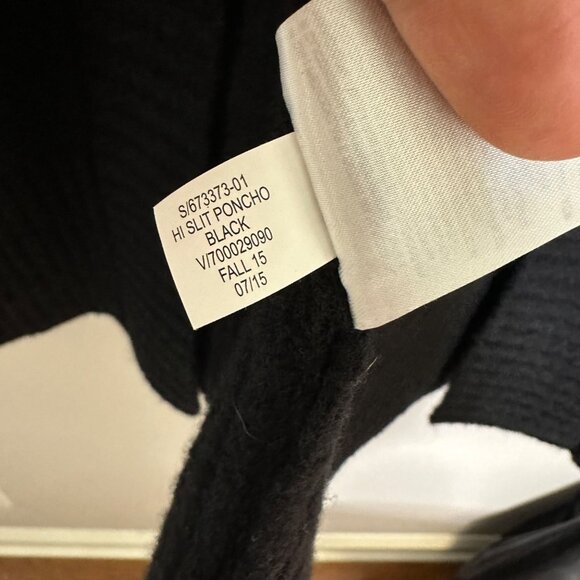 S/673373-01
HI SLIT PONCHO
BLACK
V/700029090
FALL 15
07/15